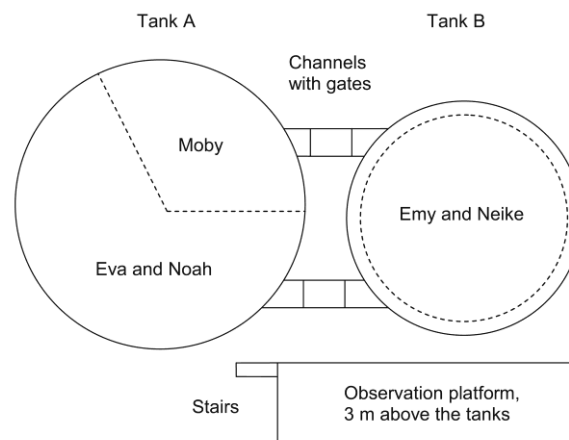 Tank A
Tank B
Channels
with gates
Moby
Emy and Neike
Eva and Noah
Stairs
Observation platform,
3 m above the tanks